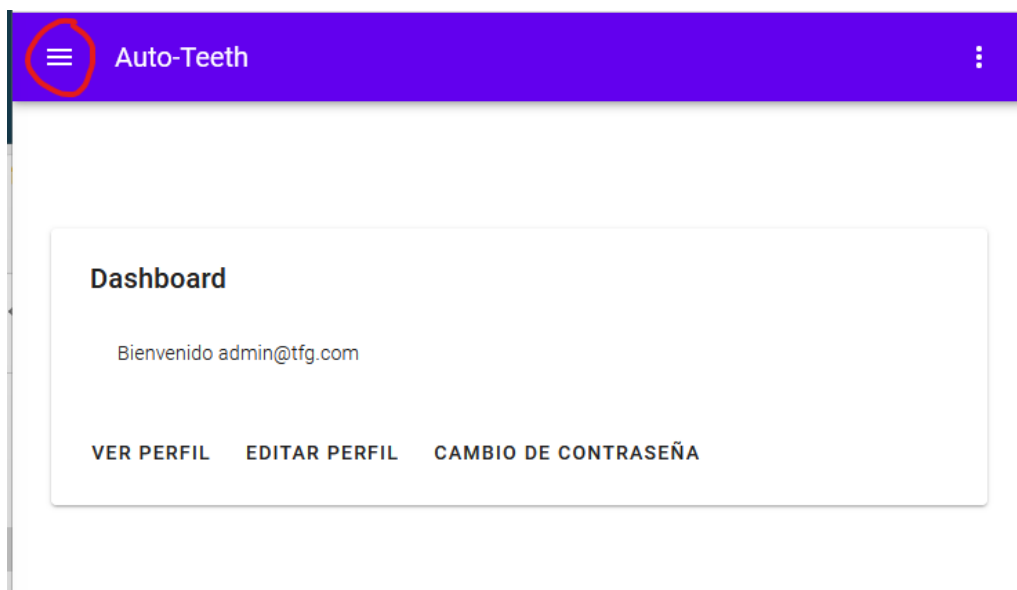 Auto-Teeth
Dashboard
Bienvenido admin@tfg.com
VER PERFIL EDITAR PERFIL CAMBIO DE CONTRASEÑA